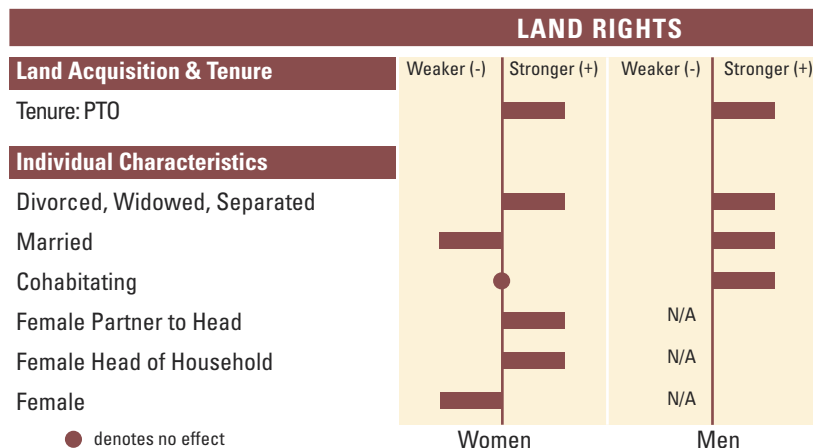 LAND RIGHTS
Land Acquisition & Tenure
Weaker (-) Stronger (+) Weaker (-) Stronger (+)
Tenure: PTO
Individual Characteristics
Divorced, Widowed, Separated
Married
Cohabitating
Female Partner to Head N/A
Female Head of Household N/A
Female N/A
denotes no effect Women Men